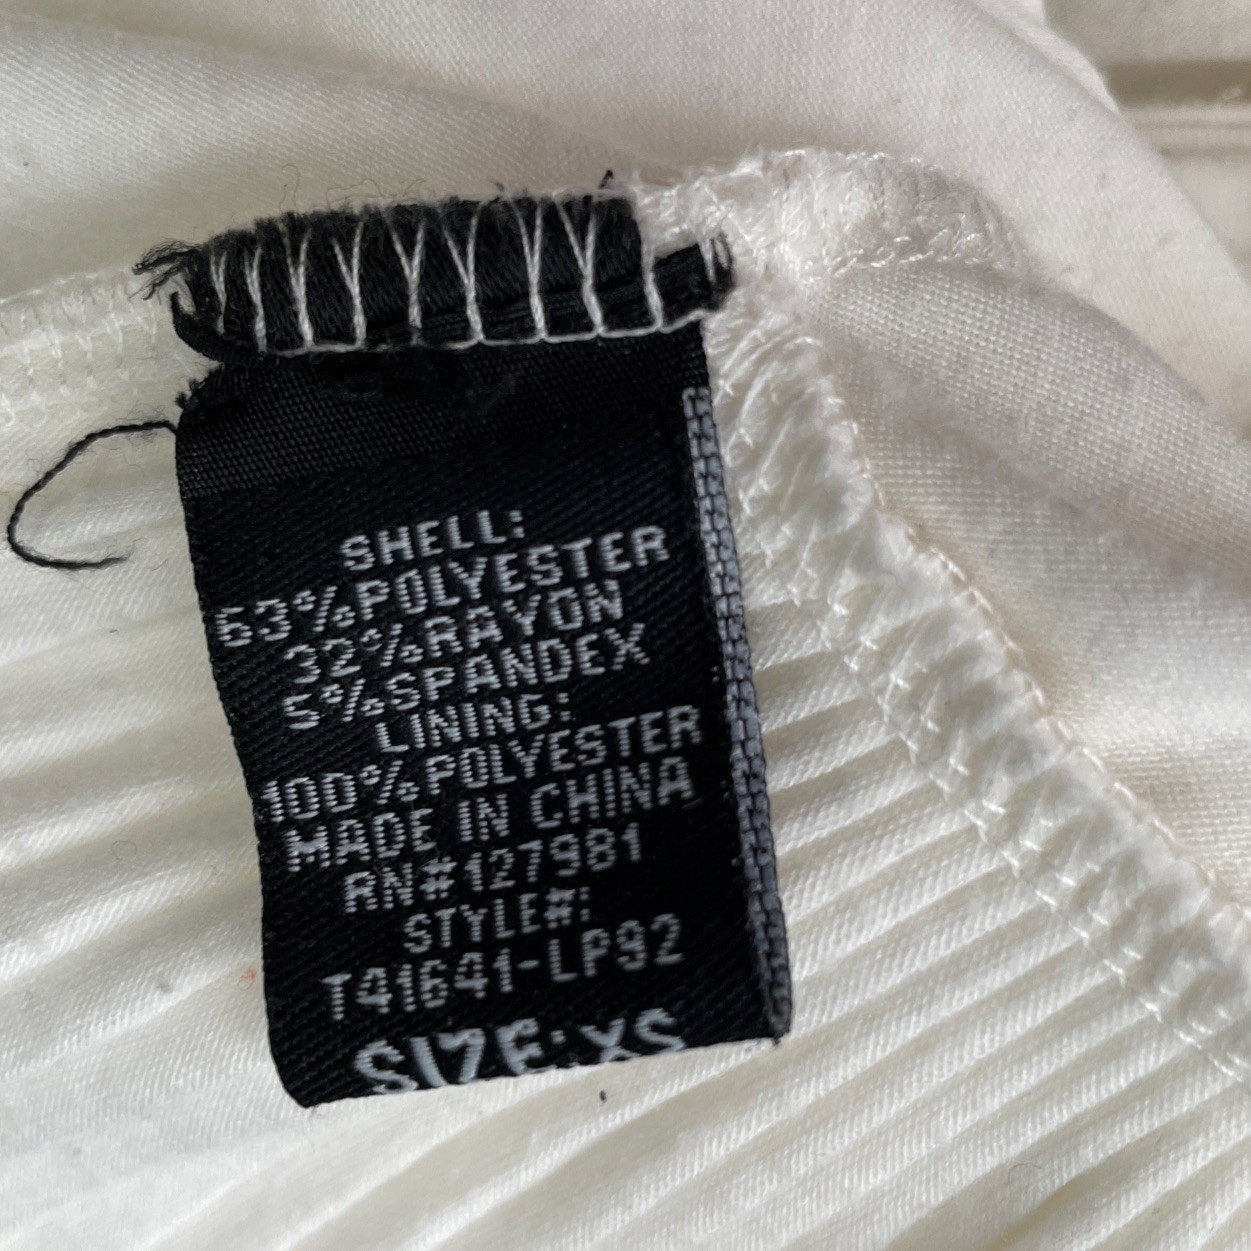 SHELL:
63%POLYESTER
32%RAYON
5%SPANDEX
LINING:
100%POLYESTER
MADE IN CHINA
RN#127981
STYLE#:
T41641-LP92
SIZE:XS